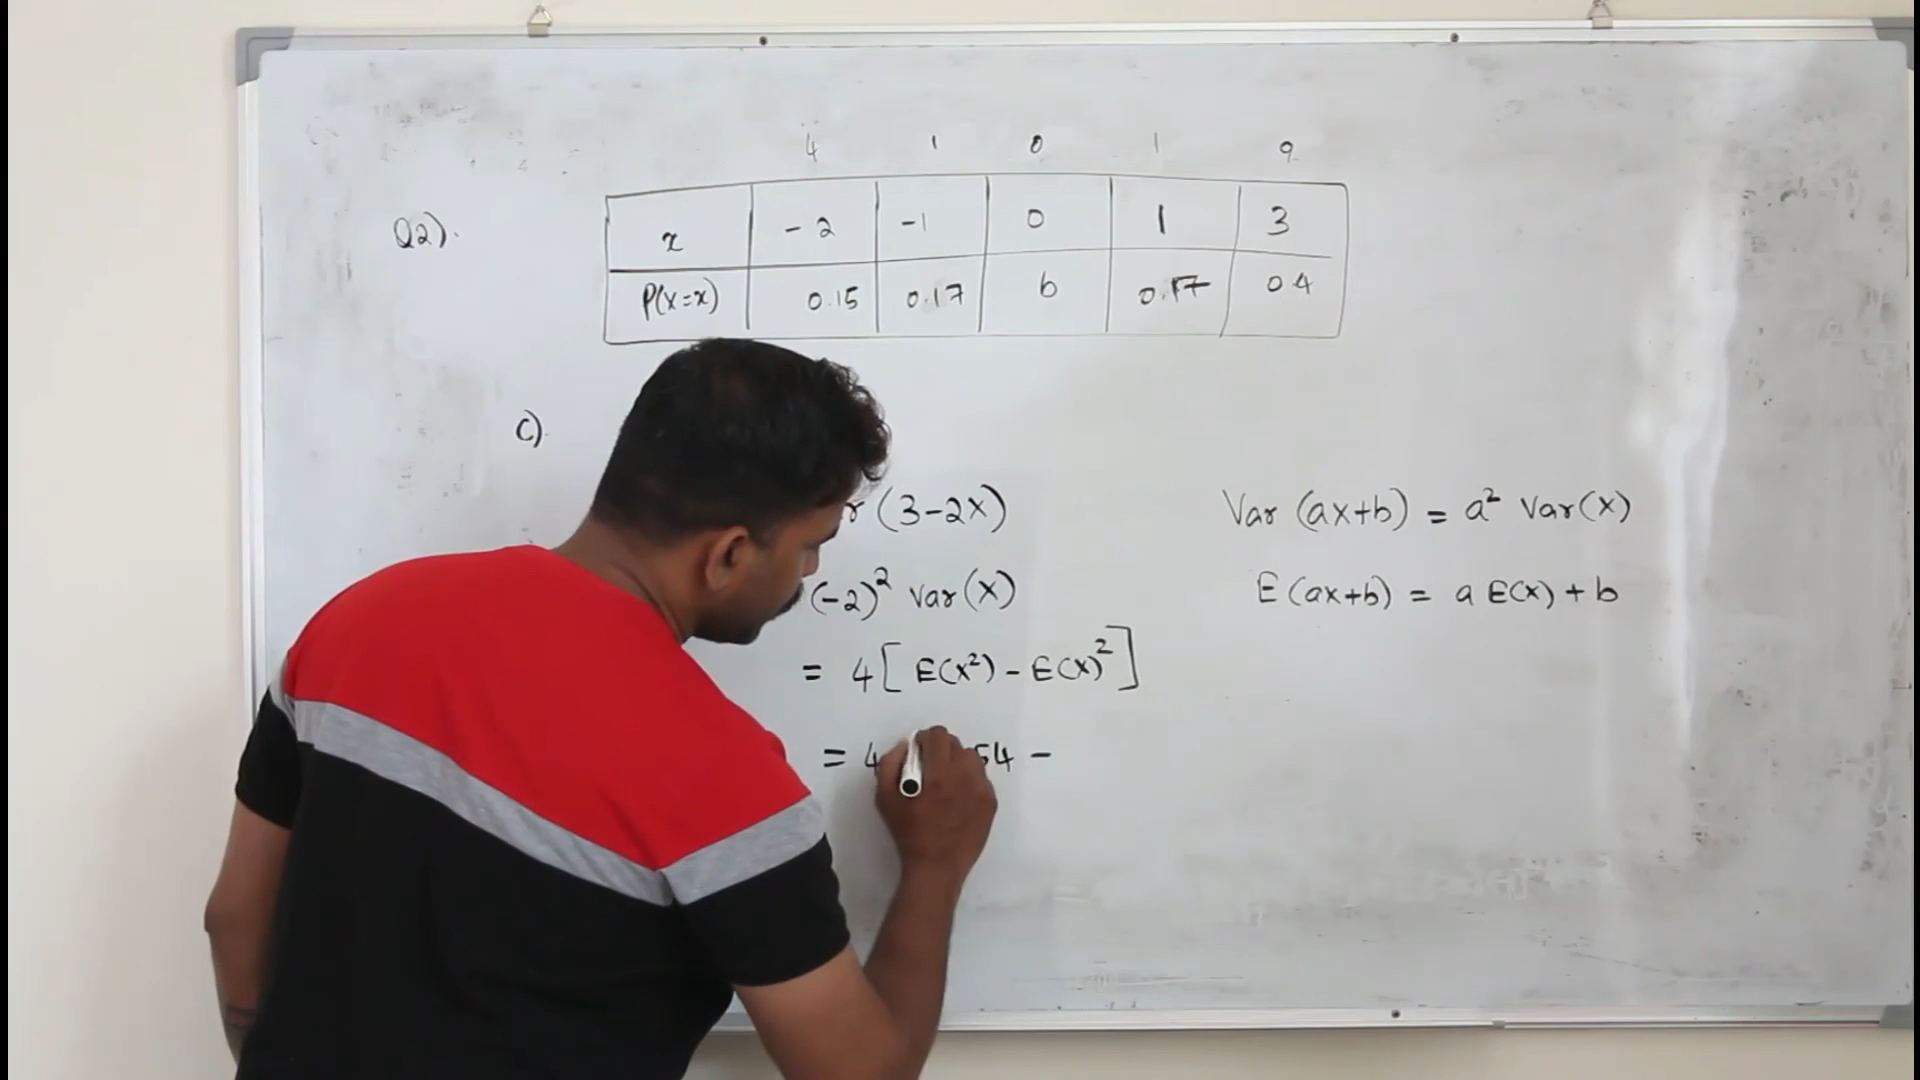 4 1 0 1 9
Q2).
x -2 -1 0 1 3
P(X=x) 0.15 0.17 b 0.17 0.4
C).
(3-2X)
Var (ax+b) = a² Var(X)
(-2)² Var(X)
E(ax+b) = a E(X) + b
= 4[E(X²) - E(X)²]
= 4 54 -